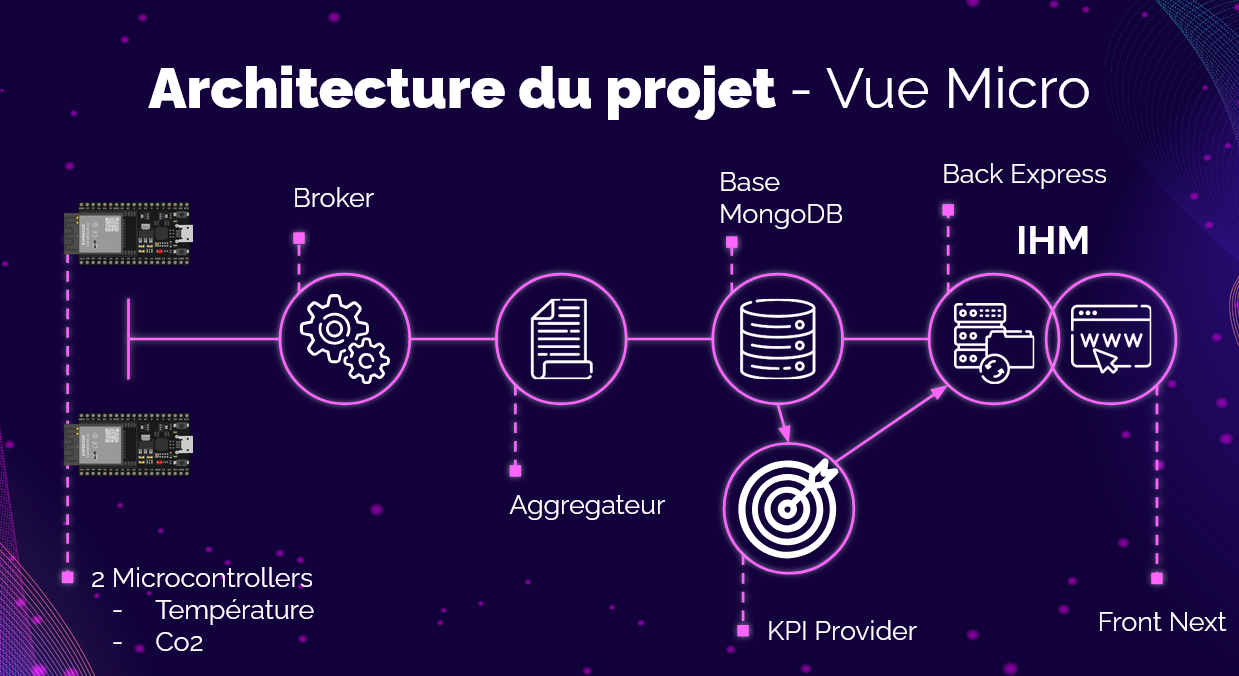 Architecture du projet - Vue Micro
Broker
Base
MongoDB
Back Express
IHM
WWW
Aggregateur
2 Microcontrollers
- Température
- Co2
KPI Provider
Front Next